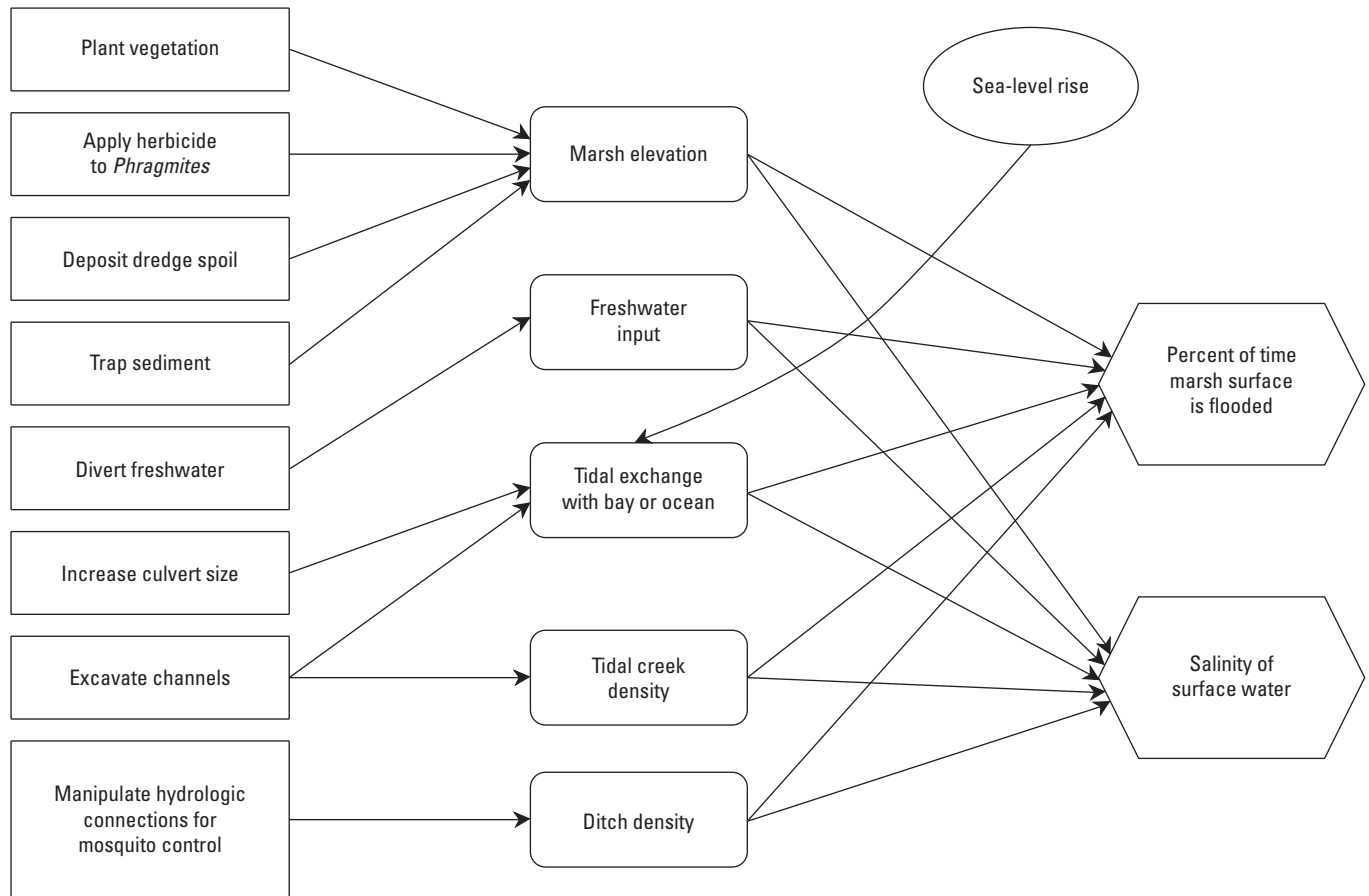 Plant vegetation
Apply herbicide
to Phragmites
Deposit dredge spoil
Trap sediment
Divert freshwater
Increase culvert size
Excavate channels
Manipulate hydrologic
connections for
mosquito control
Marsh elevation
Freshwater
input
Tidal exchange
with bay or ocean
Tidal creek
density
Ditch density
Sea-level rise
Percent of time
marsh surface
is flooded
Salinity of
surface water